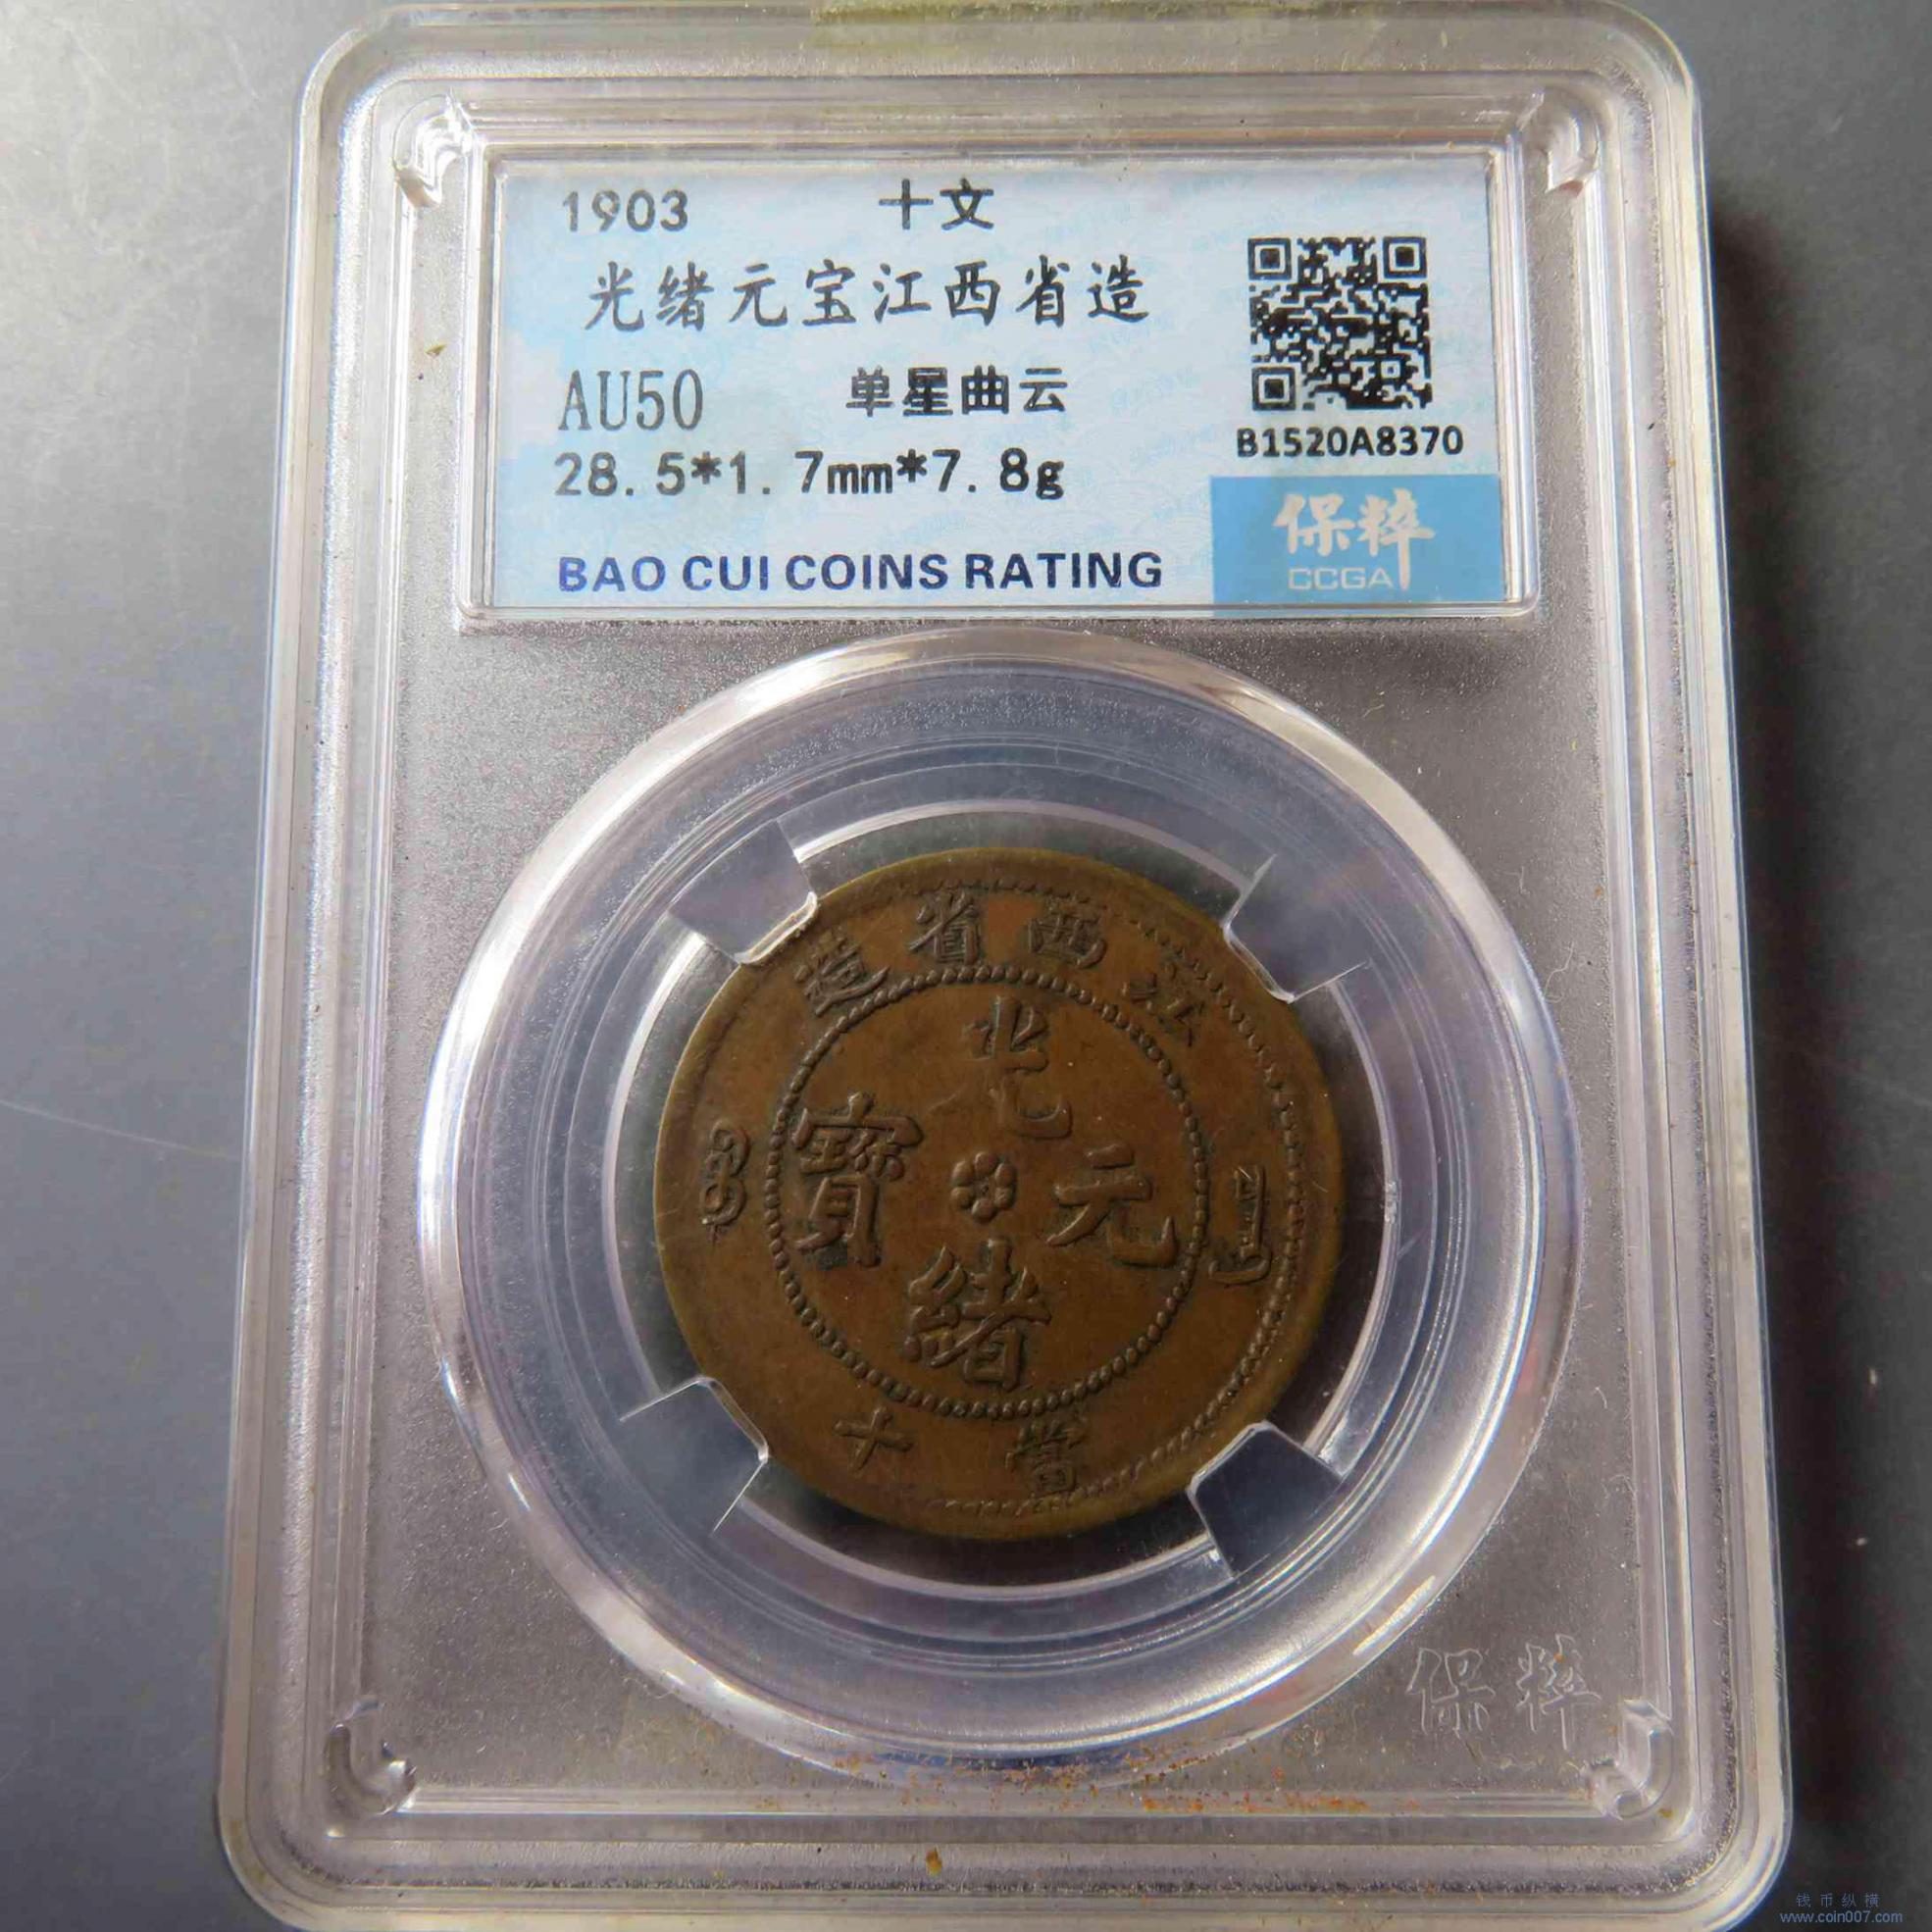 1903 十文
光绪元宝江西省造
AU50 单星曲云
28.5*1.7mm*7.8g
B1520A8370
BAO CUI COINS RATING
保粹
CCGA
造省西江
光
寶元
緒
十當
保粹
钱币纵横
www.coin007.com